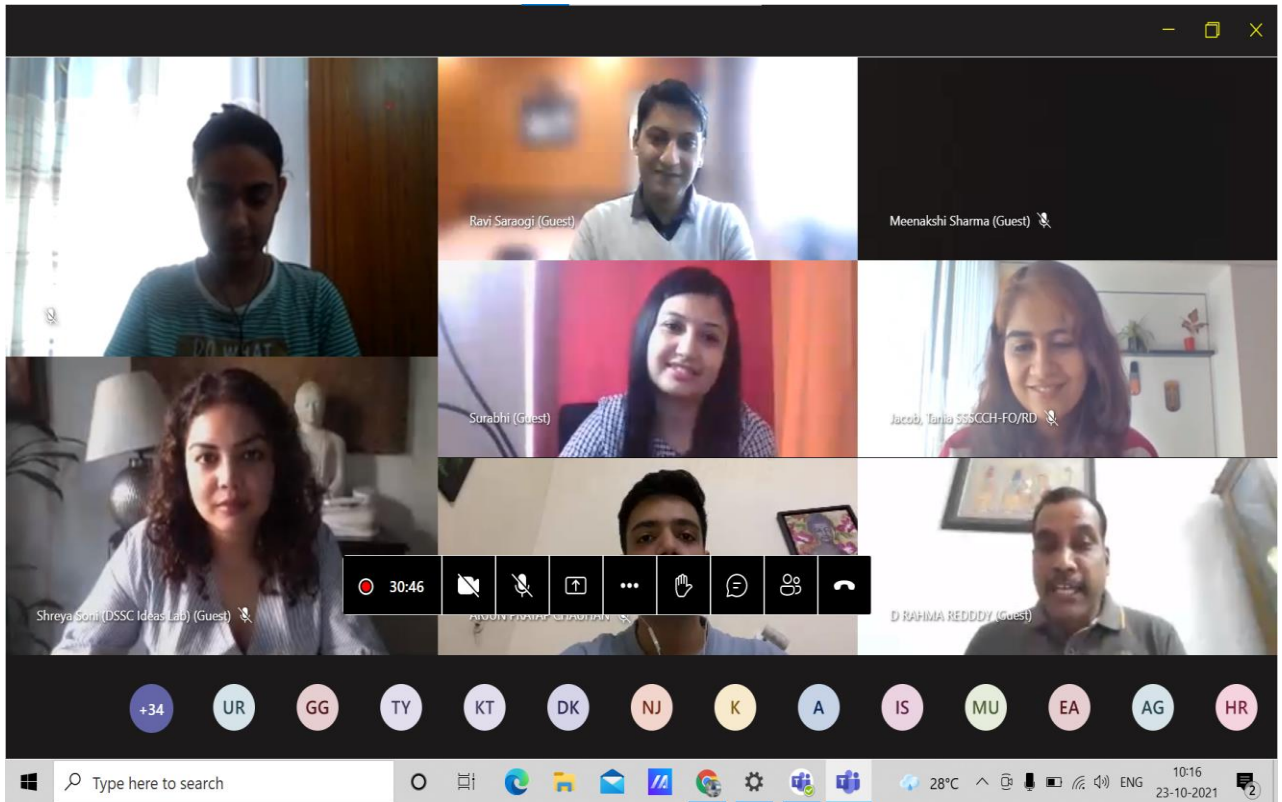 Ravi Saraogi (Guest)
Meenakshi Sharma (Guest)
DO WHAT
Surabhi (Guest)
Jacob, Tania SSSCCH-FO/RD
30:46
Shreya Soni (DSSC Ideas Lab) (Guest)
ARJUN PRATAP CHAUHAN
D RAHMA REDDDY (Guest)
+34
UR
GG
TY
KT
DK
NJ
K
A
IS
MU
EA
AG
HR
Type here to search
28°C
ENG
10:16
23-10-2021
2